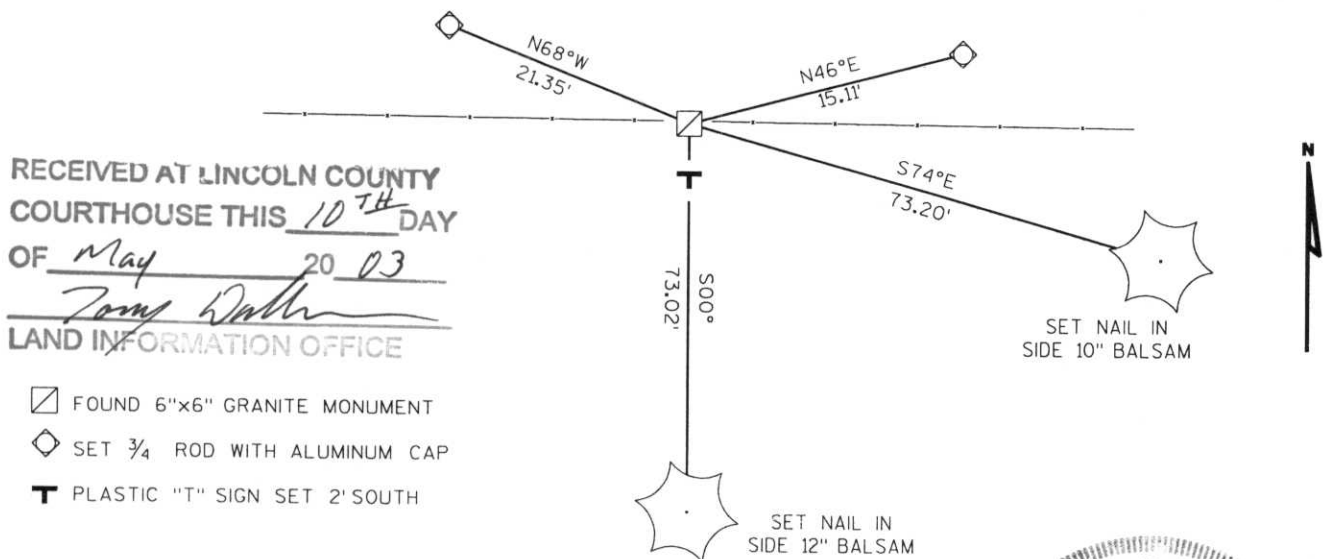 N68°W
21.35'
N46°E
15.11'
S74°E
73.20'
N
RECEIVED AT LINCOLN COUNTY
COURTHOUSE THIS 10TH DAY
OF May 20 03
Tony
LAND INFORMATION OFFICE
S00°
73.02'
SET NAIL IN
SIDE 10" BALSAM
FOUND 6"x6" GRANITE MONUMENT
SET 3/4 ROD WITH ALUMINUM CAP
T PLASTIC "T" SIGN SET 2' SOUTH
T
SET NAIL IN
SIDE 12" BALSAM